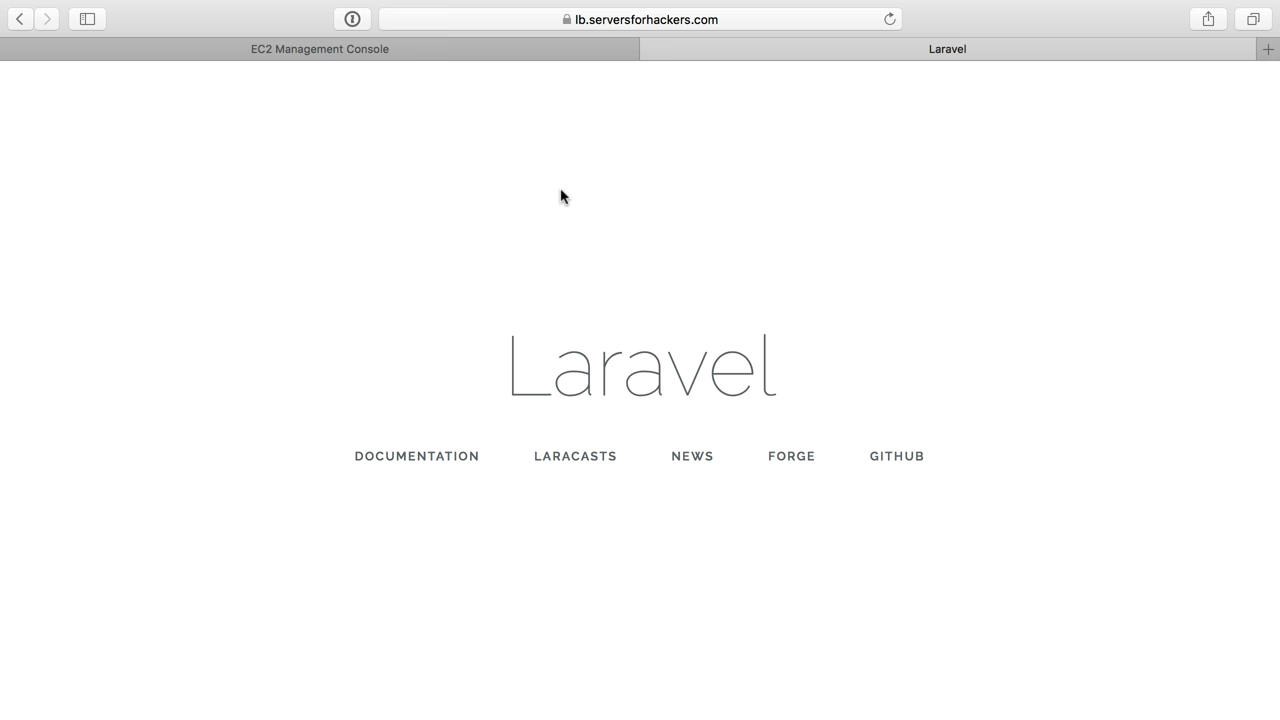 lb.serversforhackers.com
EC2 Management Console
Laravel
Laravel
DOCUMENTATION
LARACASTS
NEWS
FORGE
GITHUB